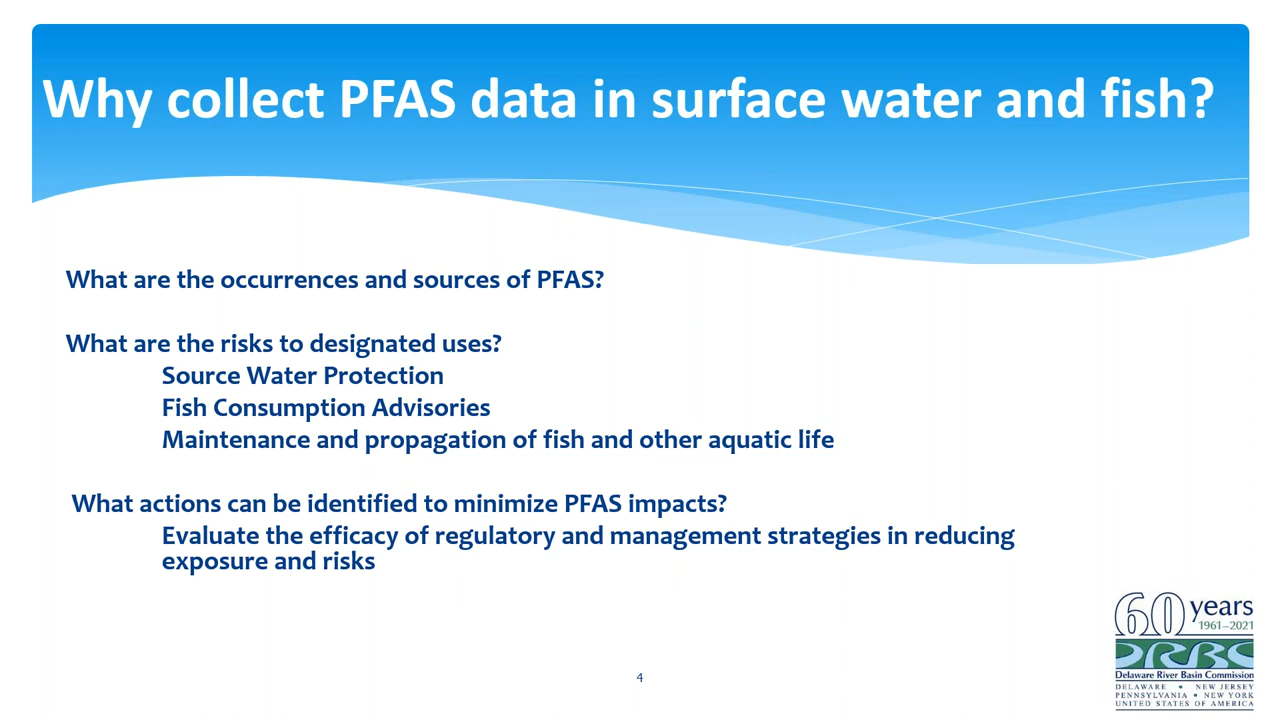 Why collect PFAS data in surface water and fish?
What are the occurrences and sources of PFAS?
What are the risks to designated uses?
Source Water Protection
Fish Consumption Advisories
Maintenance and propagation of fish and other aquatic life
What actions can be identified to minimize PFAS impacts?
Evaluate the efficacy of regulatory and management strategies in reducing
exposure and risks
4
60 years
1961–2021
DRBC
Delaware River Basin Commission
DELAWARE • NEW JERSEY
PENNSYLVANIA • NEW YORK
UNITED STATES OF AMERICA